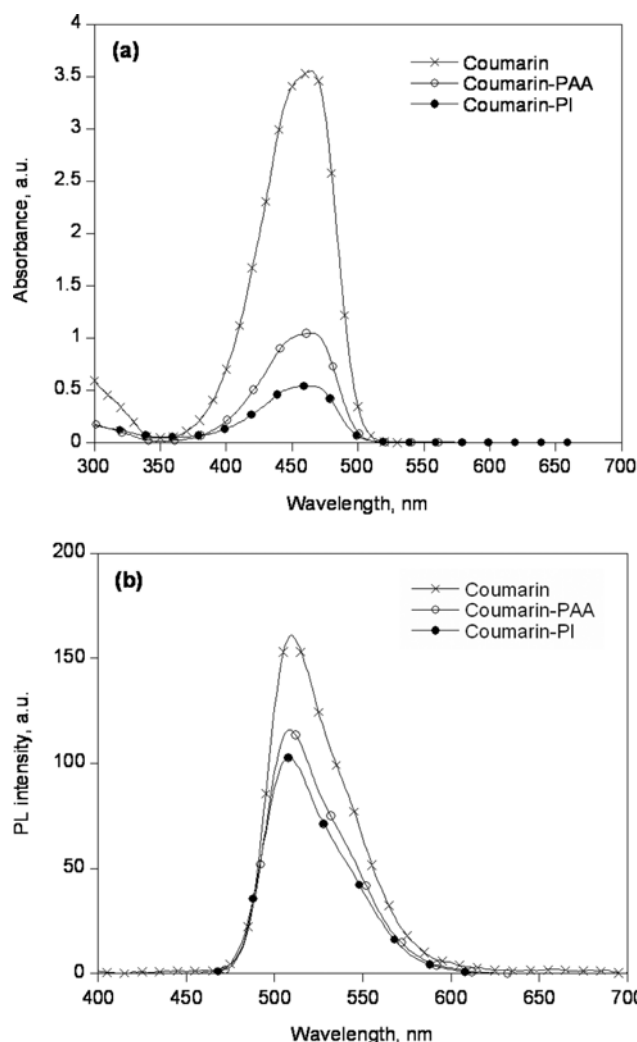 (a)
Coumarin
Coumarin-PAA
Coumarin-PI
Absorbance, a.u.
4
3.5
3
2.5
2
1.5
1
0.5
0
300 350 400 450 500 550 600 650 700
Wavelength, nm
(b)
Coumarin
Coumarin-PAA
Coumarin-PI
PL intensity, a.u.
200
150
100
50
0
400 450 500 550 600 650 700
Wavelength, nm